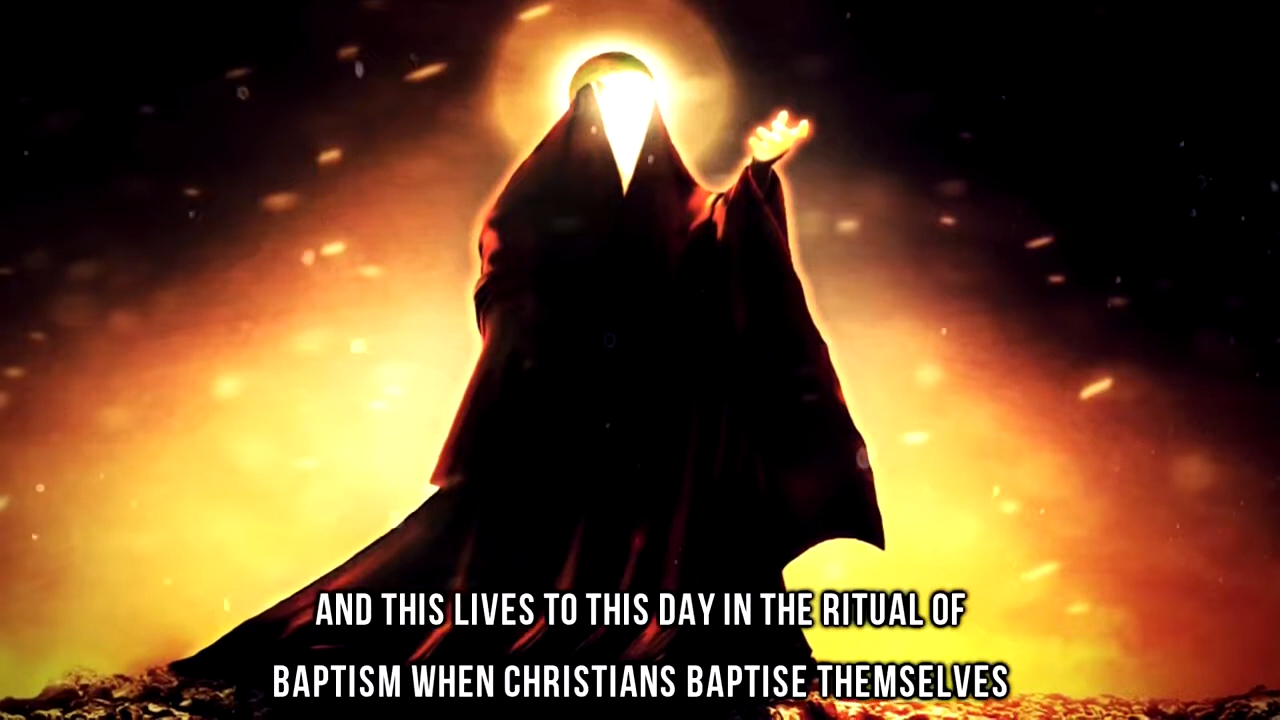 AND THIS LIVES TO THIS DAY IN THE RITUAL OF
BAPTISM WHEN CHRISTIANS BAPTISE THEMSELVES